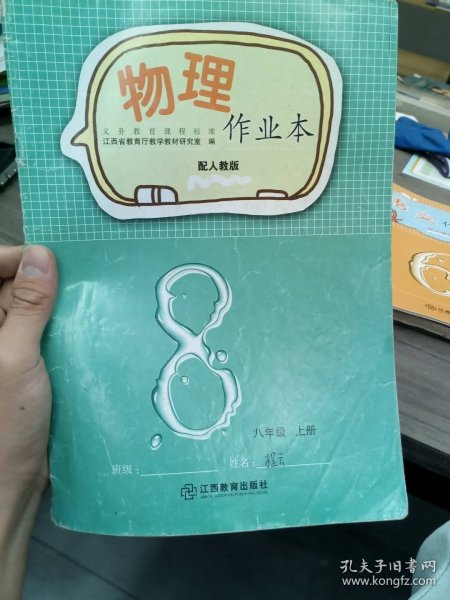 物理
义务教育课程标准
江西省教育厅教学教材研究室 编
作业本
配人教版
8
八年级 上册
班级:
姓名:
江西教育出版社
孔夫子旧书网
www.kongfz.com